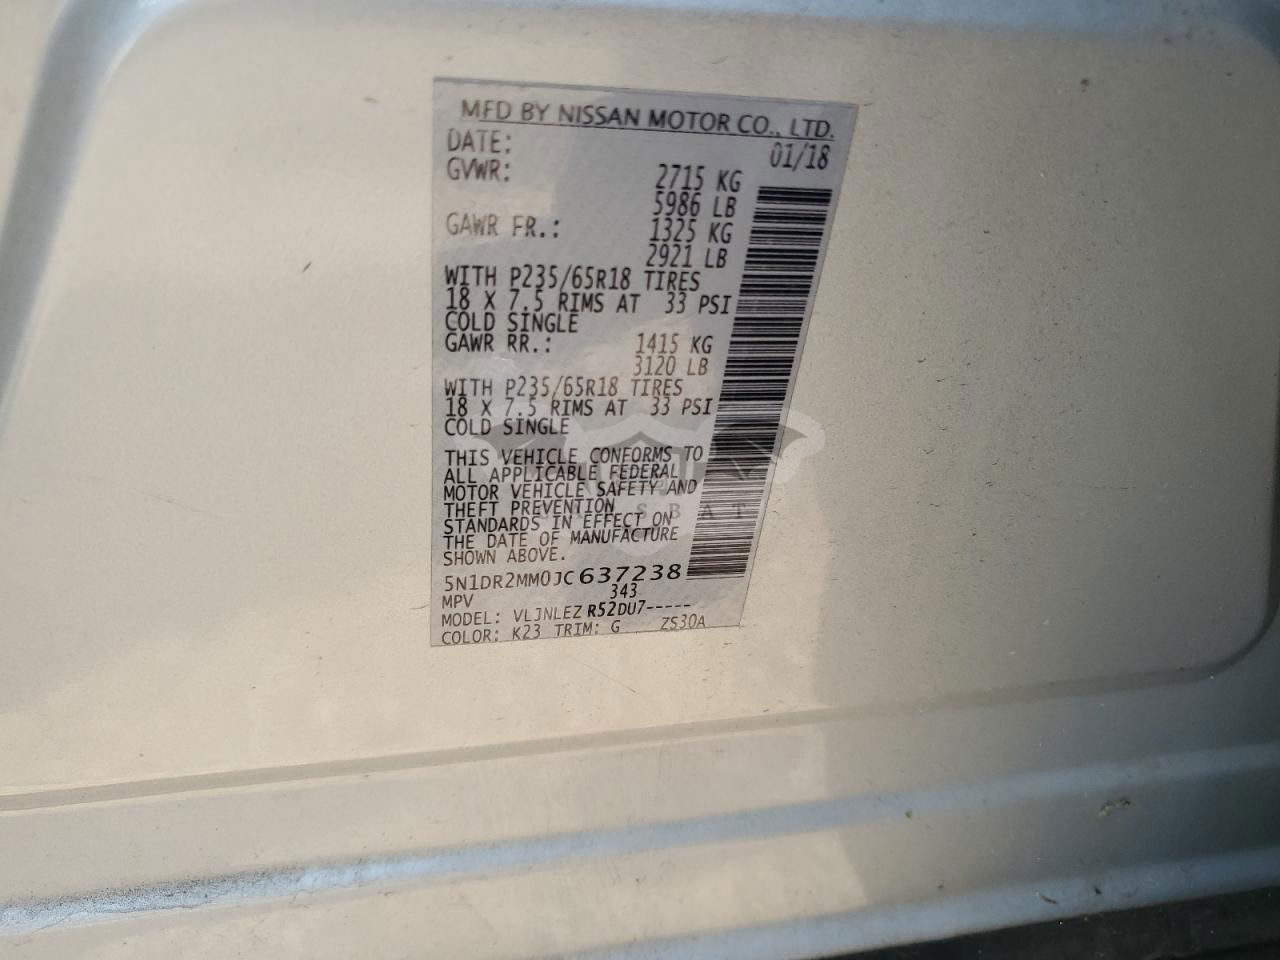 MFD BY NISSAN MOTOR CO., LTD.
DATE: 01/18
GVWR: 2715 KG
5986 LB
GAWR FR.: 1325 KG
2921 LB
WITH P235/65R18 TIRES
18 X 7.5 RIMS AT 33 PSI
COLD SINGLE
GAWR RR.: 1415 KG
3120 LB
WITH P235/65R18 TIRES
18 X 7.5 RIMS AT 33 PSI
COLD SINGLE
THIS VEHICLE CONFORMS TO
ALL APPLICABLE FEDERAL
MOTOR VEHICLE SAFETY AND
THEFT PREVENTION
STANDARDS IN EFFECT ON
THE DATE OF MANUFACTURE
SHOWN ABOVE.
5N1DR2MM0JC637238
MPV 343
MODEL: VLJNLEZ R52DU7-----
COLOR: K23 TRIM: G ZS30A